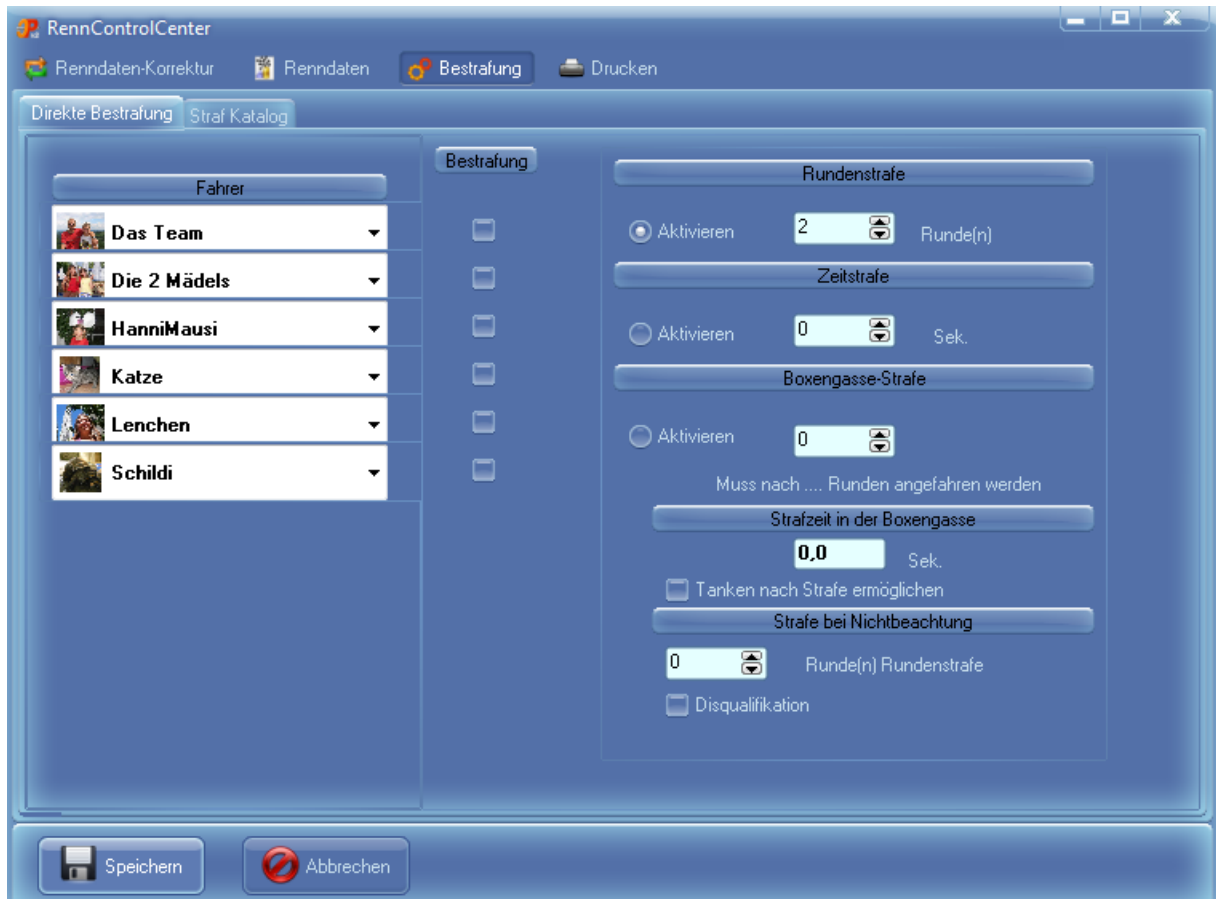 RennControlCenter
Renndaten-Korrektur Renndaten Bestrafung Drucken
Direkte Bestrafung Straf Katalog
Fahrer
Das Team
Die 2 Mädels
HanniMausi
Katze
Lenchen
Schildi
Bestrafung
Rundenstrafe
Aktivieren 2 Runde(n)
Zeitstrafe
Aktivieren 0 Sek.
Boxengasse-Strafe
Aktivieren 0
Muss nach .... Runden angefahren werden
Strafzeit in der Boxengasse
0,0 Sek.
Tanken nach Strafe ermöglichen
Strafe bei Nichtbeachtung
0 Runde(n) Rundenstrafe
Disqualifikation
Speichern Abbrechen